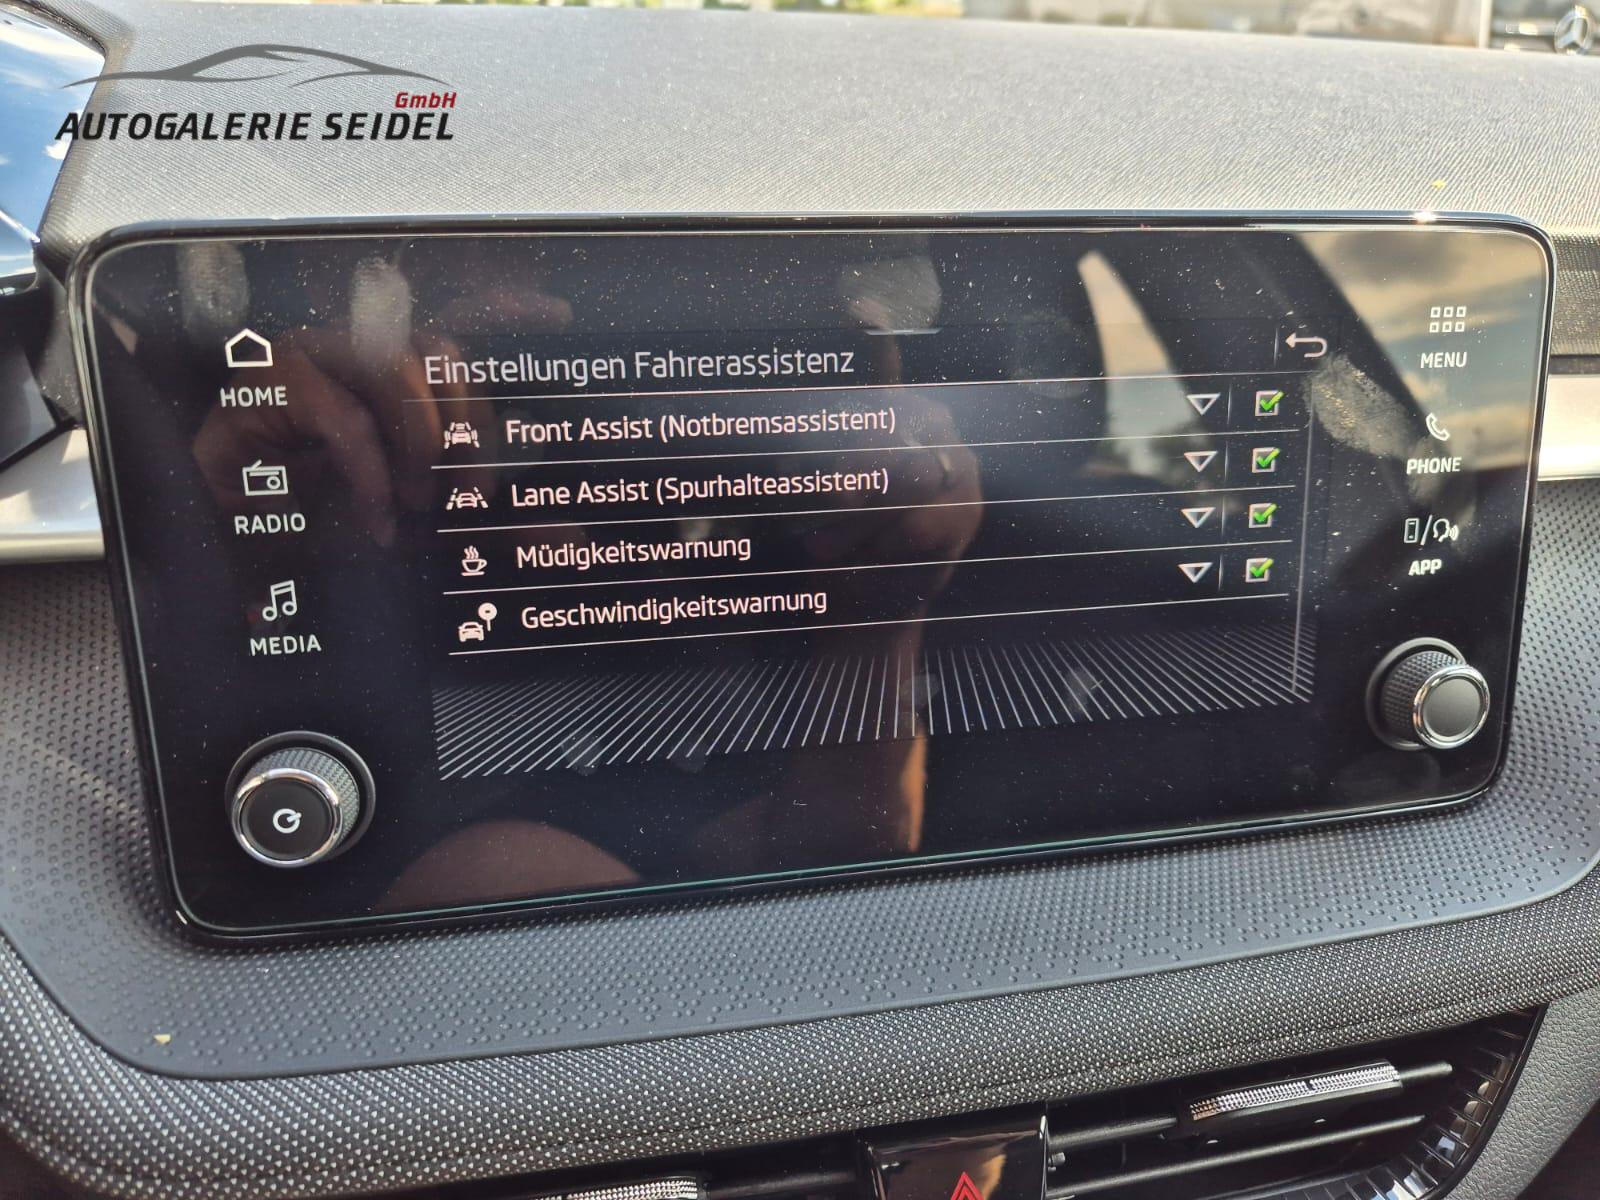 GmbH
AUTOGALERIE SEIDEL
Einstellungen Fahrerassistenz
Front Assist (Notbremsassistent)
Lane Assist (Spurhalteassistent)
Müdigkeitswarnung
Geschwindigkeitswarnung
HOME
RADIO
MEDIA
MENU
PHONE
APP